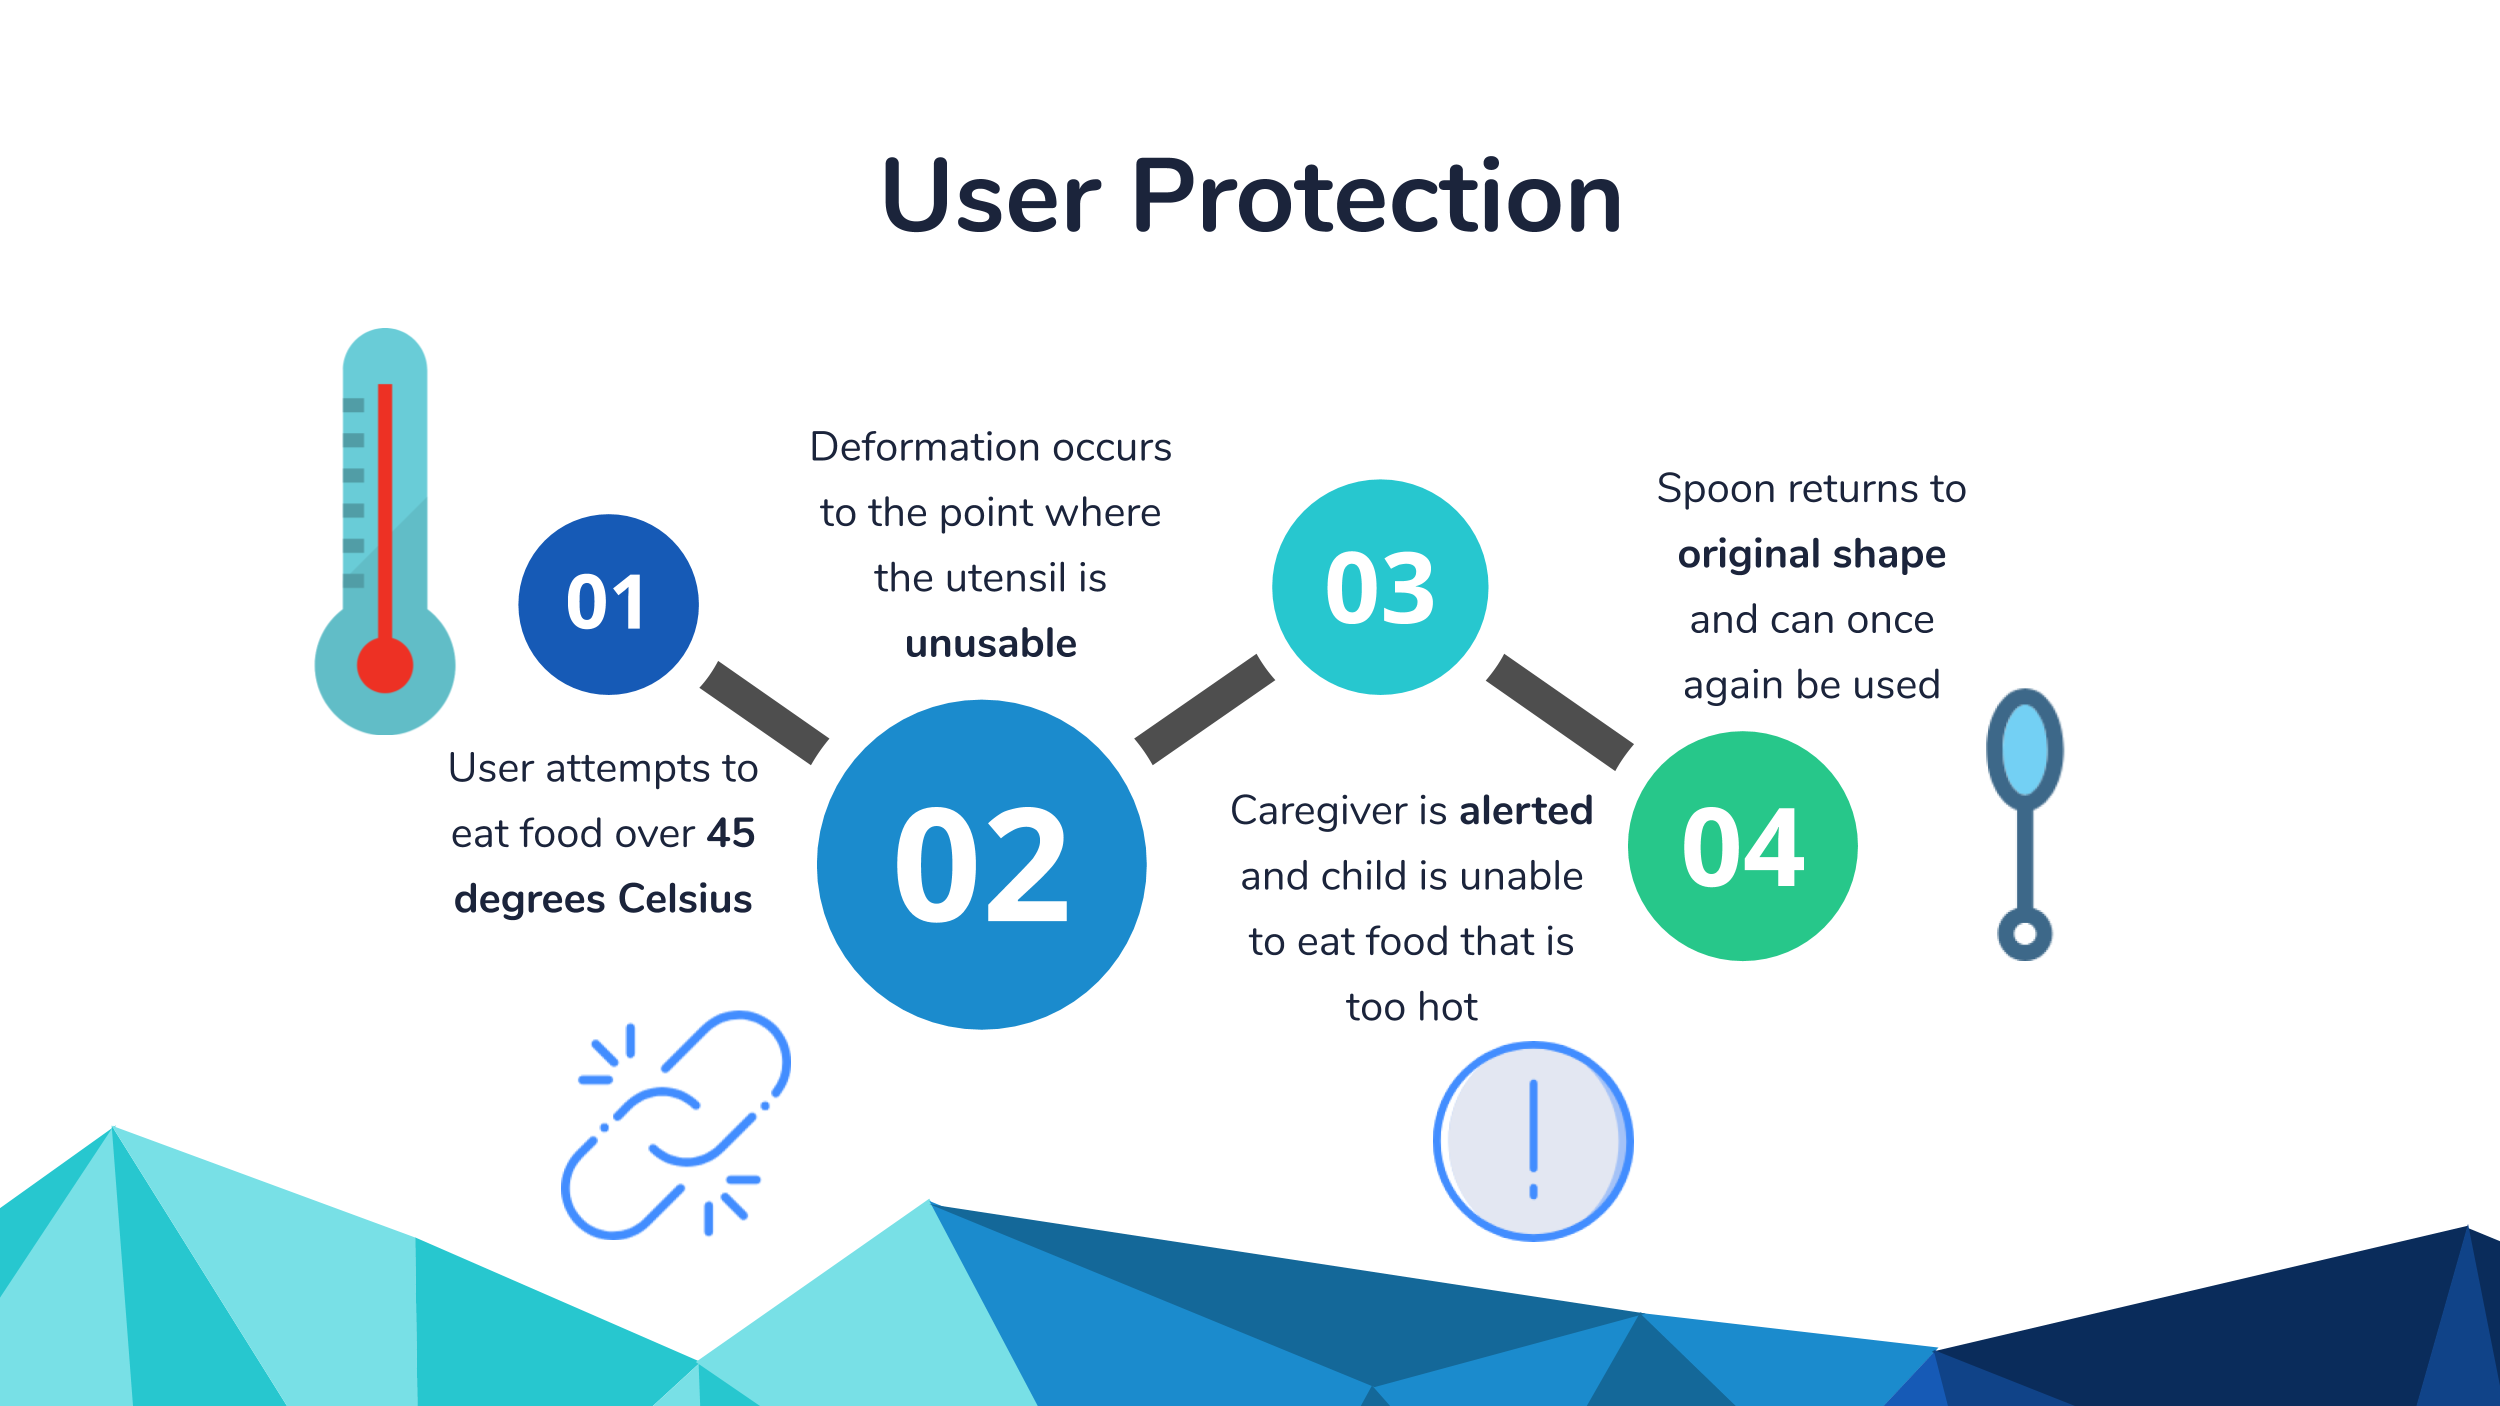 User Protection
01
User attempts to
eat food over 45
degrees Celsius
Deformation occurs
to the point where
the utensil is
unusable
02
03
Caregiver is alerted
and child is unable
to eat food that is
too hot
Spoon returns to
original shape
and can once
again be used
04